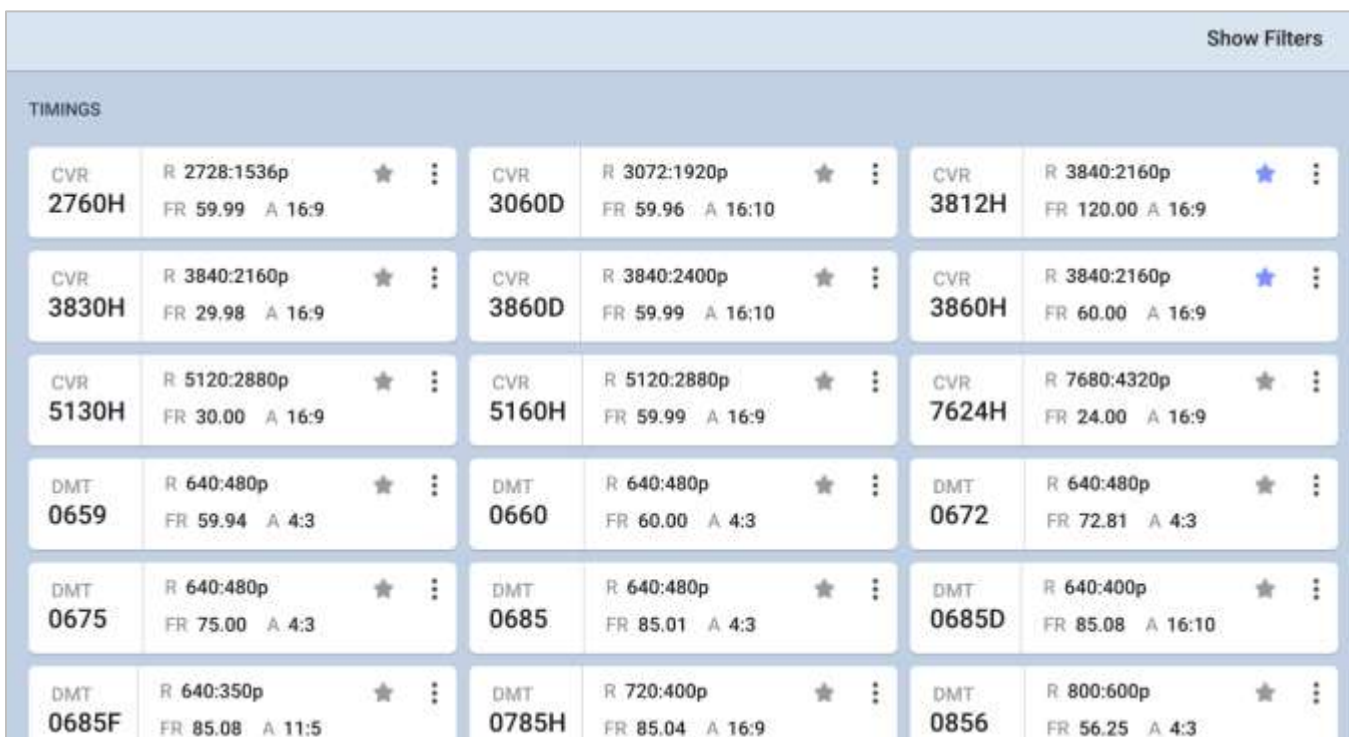 Show Filters
TIMINGS
CVR R 2728:1536p
2760H FR 59.99 A 16:9
CVR R 3072:1920p
3060D FR 59.96 A 16:10
CVR R 3840:2160p
3812H FR 120.00 A 16:9
CVR R 3840:2160p
3830H FR 29.98 A 16:9
CVR R 3840:2400p
3860D FR 59.99 A 16:10
CVR R 3840:2160p
3860H FR 60.00 A 16:9
CVR R 5120:2880p
5130H FR 30.00 A 16:9
CVR R 5120:2880p
5160H FR 59.99 A 16:9
CVR R 7680:4320p
7624H FR 24.00 A 16:9
DMT R 640:480p
0659 FR 59.94 A 4:3
DMT R 640:480p
0660 FR 60.00 A 4:3
DMT R 640:480p
0672 FR 72.81 A 4:3
DMT R 640:480p
0675 FR 75.00 A 4:3
DMT R 640:480p
0685 FR 85.01 A 4:3
DMT R 640:400p
0685D FR 85.08 A 16:10
DMT R 640:350p
0685F FR 85.08 A 11:5
DMT R 720:400p
0785H FR 85.04 A 16:9
DMT R 800:600p
0856 FR 56.25 A 4:3